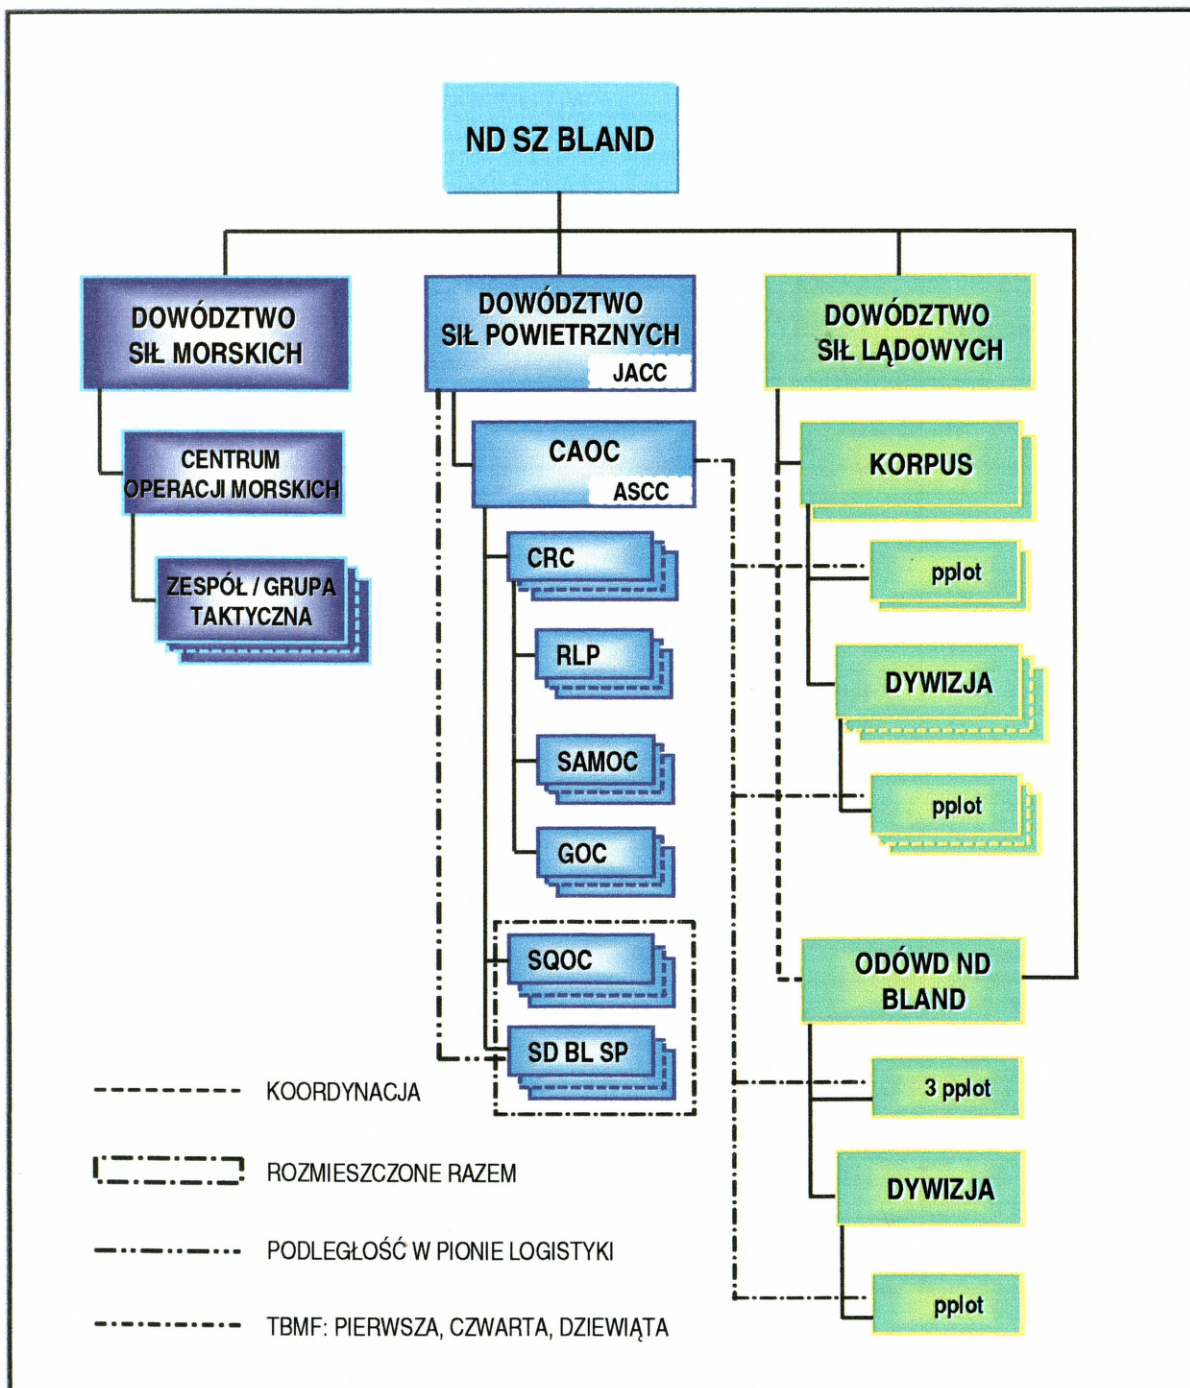 ND SZ BLAND
DOWÓDZTWO
SIŁ MORSKICH
CENTRUM
OPERACJI MORSKICH
ZESPÓŁ / GRUPA
TAKTYCZNA
DOWÓDZTWO
SIŁ POWIETRZNYCH
JACC
CAOC
ASCC
CRC
RLP
SAMOC
GOC
SQOC
SD BL SP
DOWÓDZTWO
SIŁ LĄDOWYCH
KORPUS
pplot
DYWIZJA
pplot
ODÓWD ND
BLAND
3 pplot
DYWIZJA
pplot
KOORDYNACJA
ROZMIESZCZONE RAZEM
PODLEGŁOŚĆ W PIONIE LOGISTYKI
TBMF: PIERWSZA, CZWARTA, DZIEWIĄTA